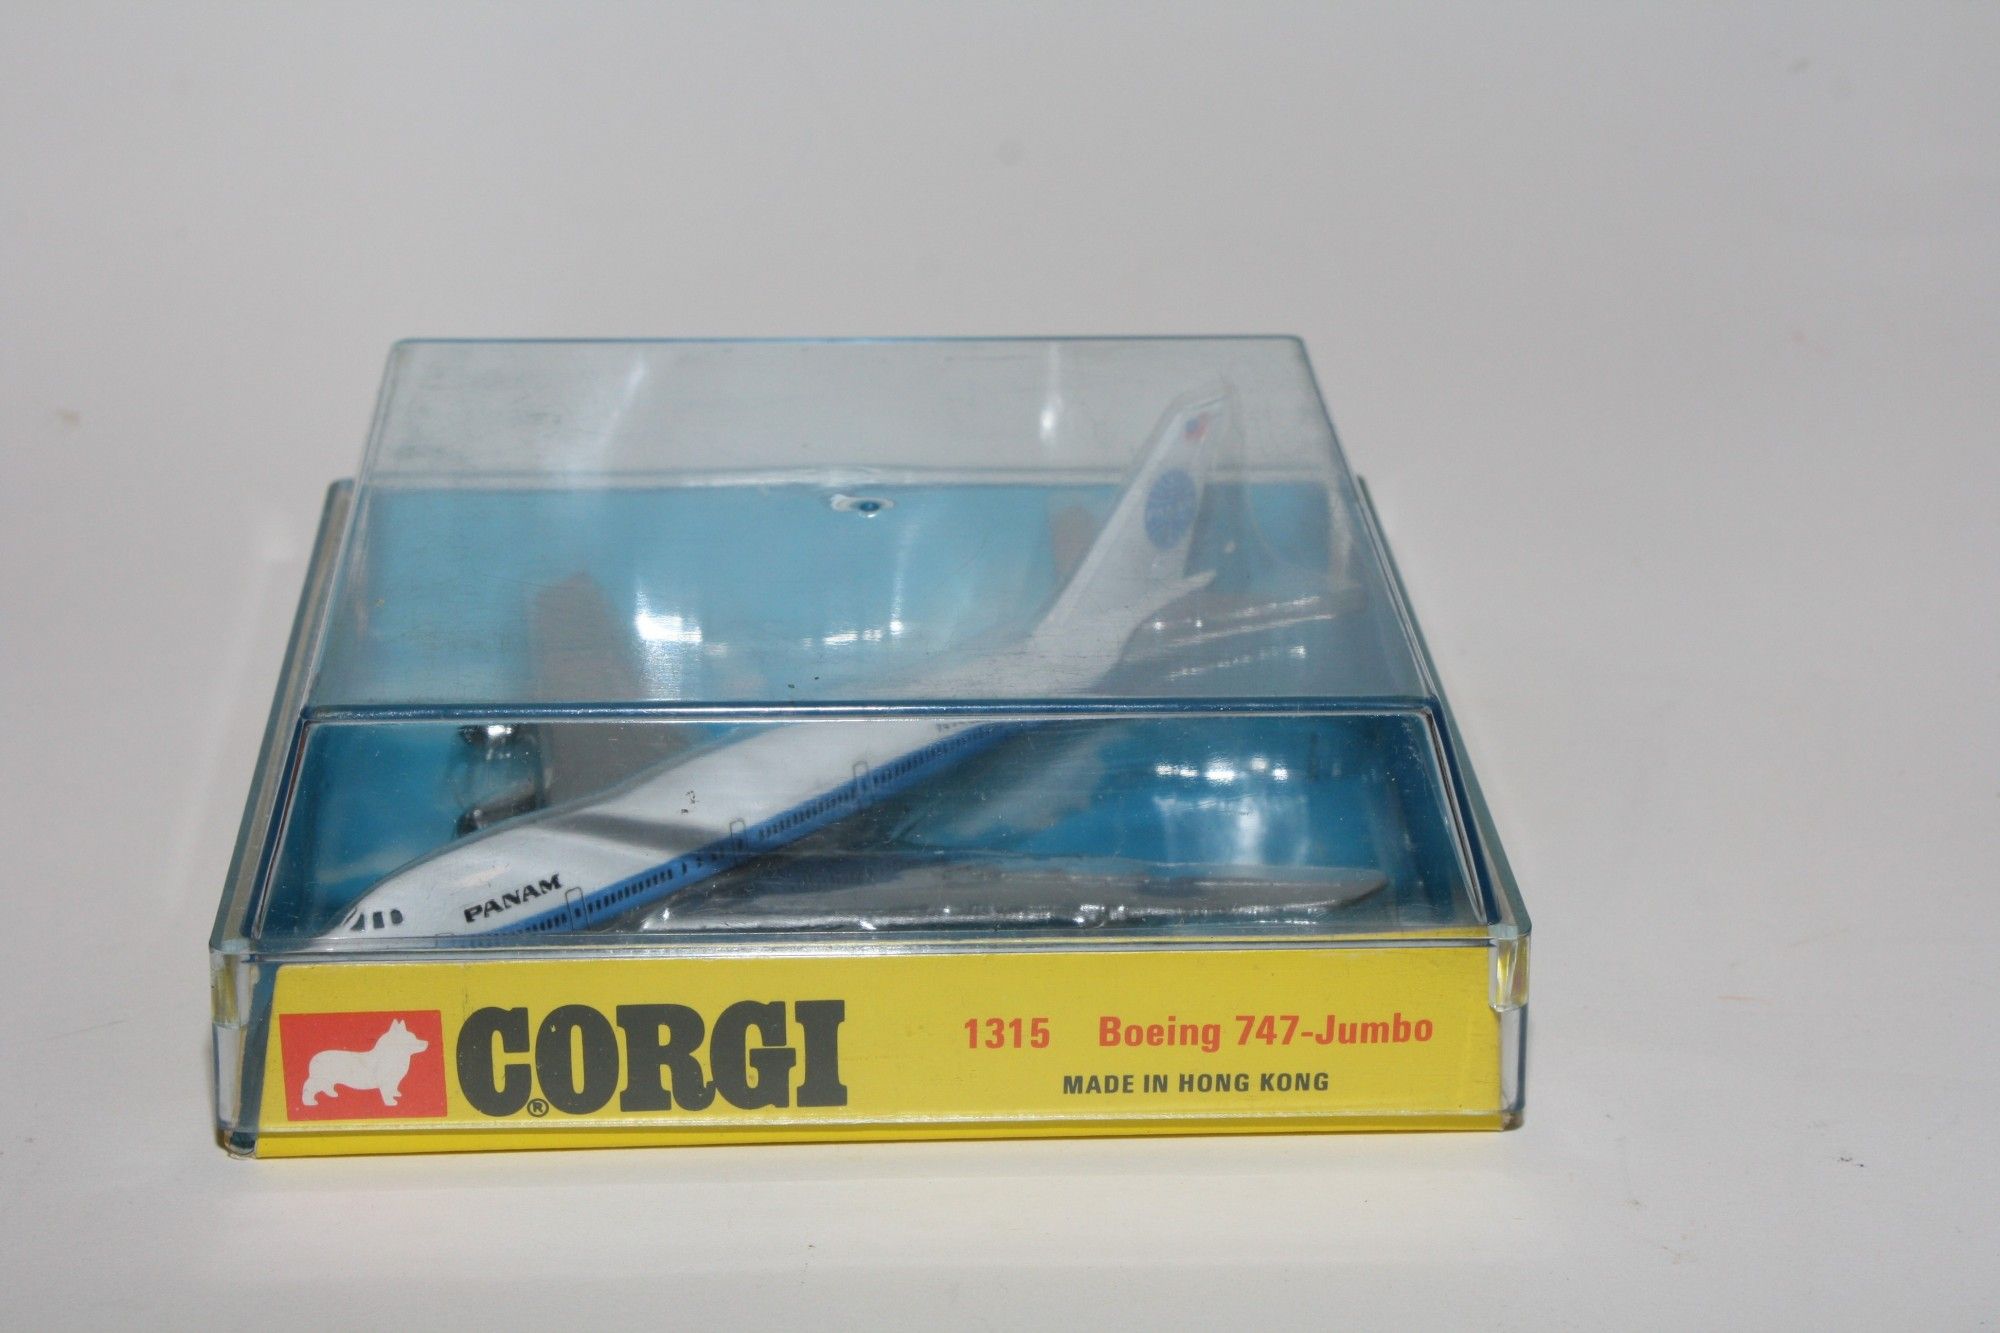 PANAM
CORGI®
1315 Boeing 747-Jumbo
MADE IN HONG KONG